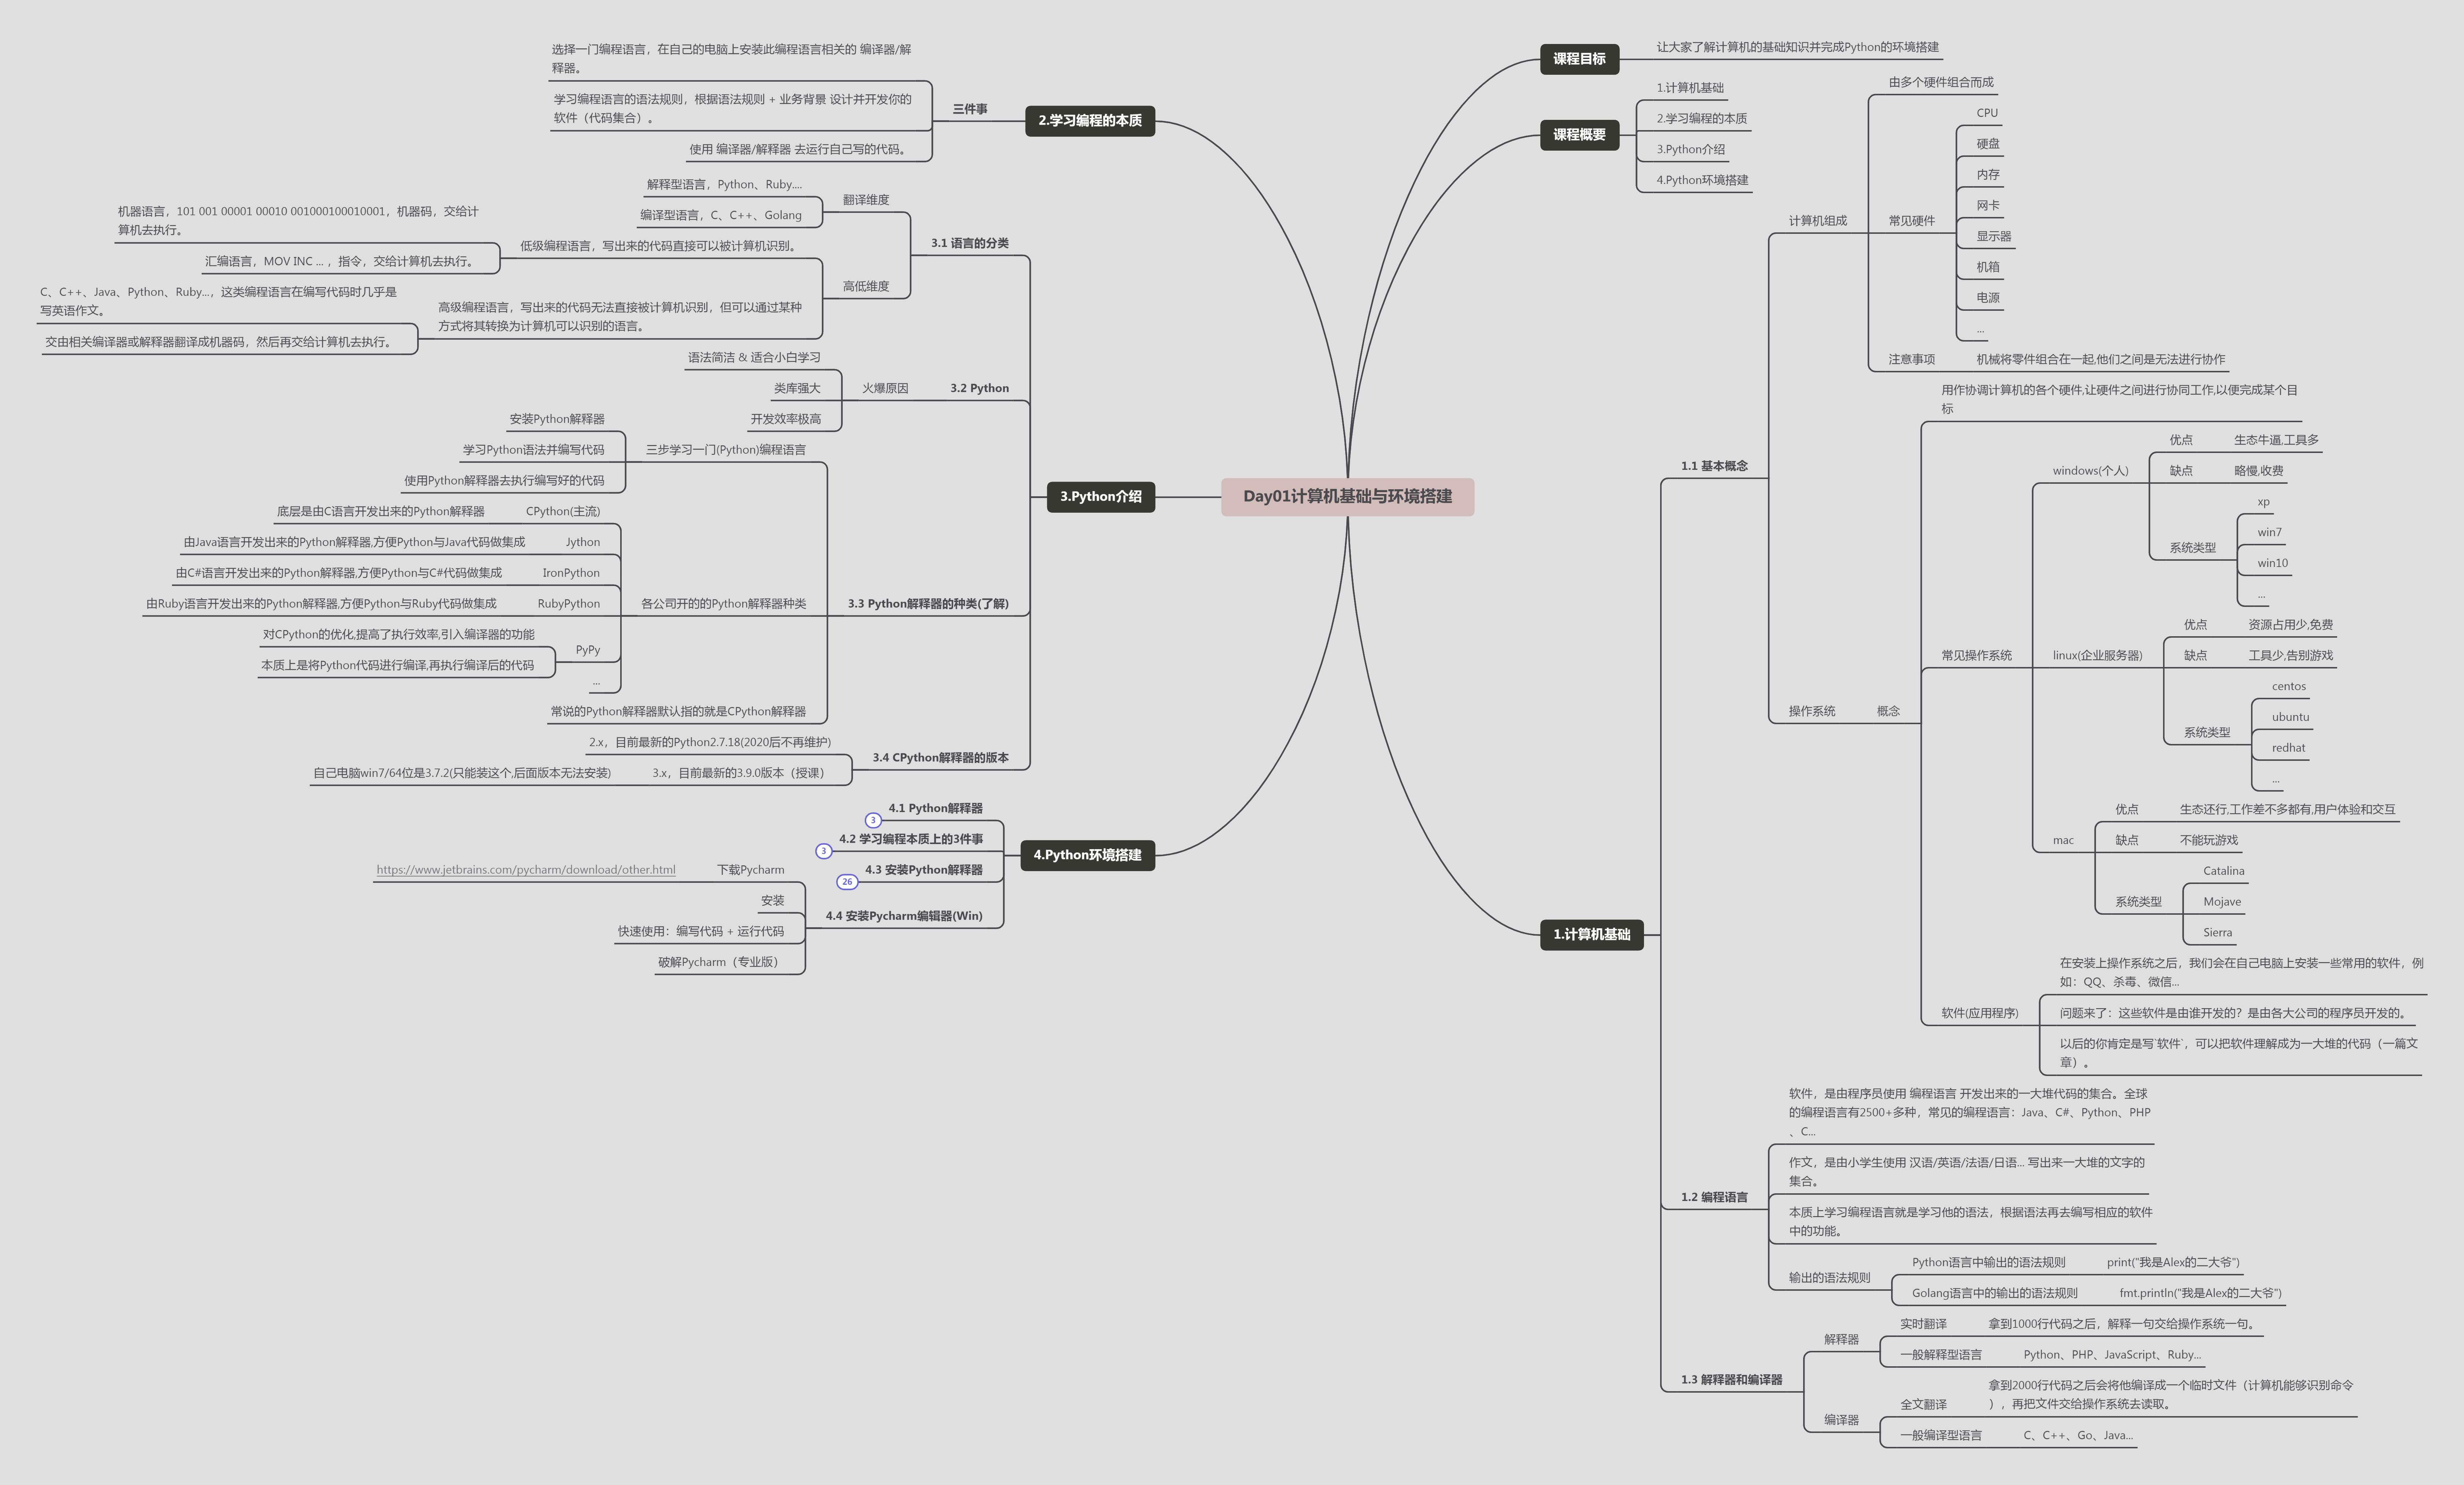 Day01计算机基础与环境搭建
课程目标
让大家了解计算机的基础知识并完成Python的环境搭建
课程概要
1.计算机基础
2.学习编程的本质
3.Python介绍
4.Python环境搭建
1.计算机基础
1.1 基本概念
计算机组成
由多个硬件组合而成
常见硬件
CPU
硬盘
内存
网卡
显示器
机箱
电源
...
注意事项
机械将零件组合在一起,他们之间是无法进行协作
操作系统
概念
用作协调计算机的各个硬件,让硬件之间进行协同工作,以便完成某个目
标
常见操作系统
windows(个人)
优点
生态牛逼,工具多
缺点
略慢,收费
系统类型
xp
win7
win10
...
linux(企业服务器)
优点
资源占用少,免费
缺点
工具少,告别游戏
系统类型
centos
ubuntu
redhat
...
mac
优点
生态还行,工作差不多都有,用户体验和交互
缺点
不能玩游戏
系统类型
Catalina
Mojave
Sierra
软件(应用程序)
在安装上操作系统之后，我们会在自己电脑上安装一些常用的软件，例
如：QQ、杀毒、微信...
问题来了：这些软件是由谁开发的？是由各大公司的程序员开发的。
以后的你肯定是写`软件`，可以把软件理解成为一大堆的代码（一篇文
章）。
1.2 编程语言
软件，是由程序员使用 编程语言 开发出来的一大堆代码的集合。全球
的编程语言有2500+多种，常见的编程语言：Java、C#、Python、PHP
、C...
作文，是由小学生使用 汉语/英语/法语/日语... 写出来一大堆的文字的
集合。
本质上学习编程语言就是学习他的语法，根据语法再去编写相应的软件
中的功能。
输出的语法规则
Python语言中输出的语法规则
print("我是Alex的二大爷")
Golang语言中的输出的语法规则
fmt.println("我是Alex的二大爷")
1.3 解释器和编译器
解释器
实时翻译
拿到1000行代码之后，解释一句交给操作系统一句。
一般解释型语言
Python、PHP、JavaScript、Ruby...
编译器
全文翻译
拿到2000行代码之后会将他编译成一个临时文件（计算机能够识别命令
），再把文件交给操作系统去读取。
一般编译型语言
C、C++、Go、Java...
2.学习编程的本质
三件事
选择一门编程语言，在自己的电脑上安装此编程语言相关的 编译器/解
释器。
学习编程语言的语法规则，根据语法规则 + 业务背景 设计并开发你的
软件（代码集合）。
使用 编译器/解释器 去运行自己写的代码。
3.Python介绍
3.1 语言的分类
翻译维度
解释型语言，Python、Ruby....
编译型语言，C、C++、Golang
高低维度
低级编程语言，写出来的代码直接可以被计算机识别。
机器语言，101 001 00001 00010 001000100010001，机器码，交给计
算机去执行。
汇编语言，MOV INC ... ，指令，交给计算机去执行。
高级编程语言，写出来的代码无法直接被计算机识别，但可以通过某种
方式将其转换为计算机可以识别的语言。
C、C++、Java、Python、Ruby...，这类编程语言在编写代码时几乎是
写英语作文。
交由相关编译器或解释器翻译成机器码，然后再交给计算机去执行。
3.2 Python
火爆原因
语法简洁 & 适合小白学习
类库强大
开发效率极高
3.3 Python解释器的种类(了解)
三步学习一门(Python)编程语言
安装Python解释器
学习Python语法并编写代码
使用Python解释器去执行编写好的代码
各公司开的的Python解释器种类
CPython(主流)
底层是由C语言开发出来的Python解释器
Jython
由Java语言开发出来的Python解释器,方便Python与Java代码做集成
IronPython
由C#语言开发出来的Python解释器,方便Python与C#代码做集成
RubyPython
由Ruby语言开发出来的Python解释器,方便Python与Ruby代码做集成
PyPy
对CPython的优化,提高了执行效率,引入编译器的功能
本质上是将Python代码进行编译,再执行编译后的代码
...
常说的Python解释器默认指的就是CPython解释器
3.4 CPython解释器的版本
2.x，目前最新的Python2.7.18(2020后不再维护)
3.x，目前最新的3.9.0版本（授课）
自己电脑win7/64位是3.7.2(只能装这个,后面版本无法安装)
4.Python环境搭建
4.1 Python解释器
3
4.2 学习编程本质上的3件事
3
4.3 安装Python解释器
26
4.4 安装Pycharm编辑器(Win)
下载Pycharm
https://www.jetbrains.com/pycharm/download/other.html
安装
快速使用：编写代码 + 运行代码
破解Pycharm（专业版）